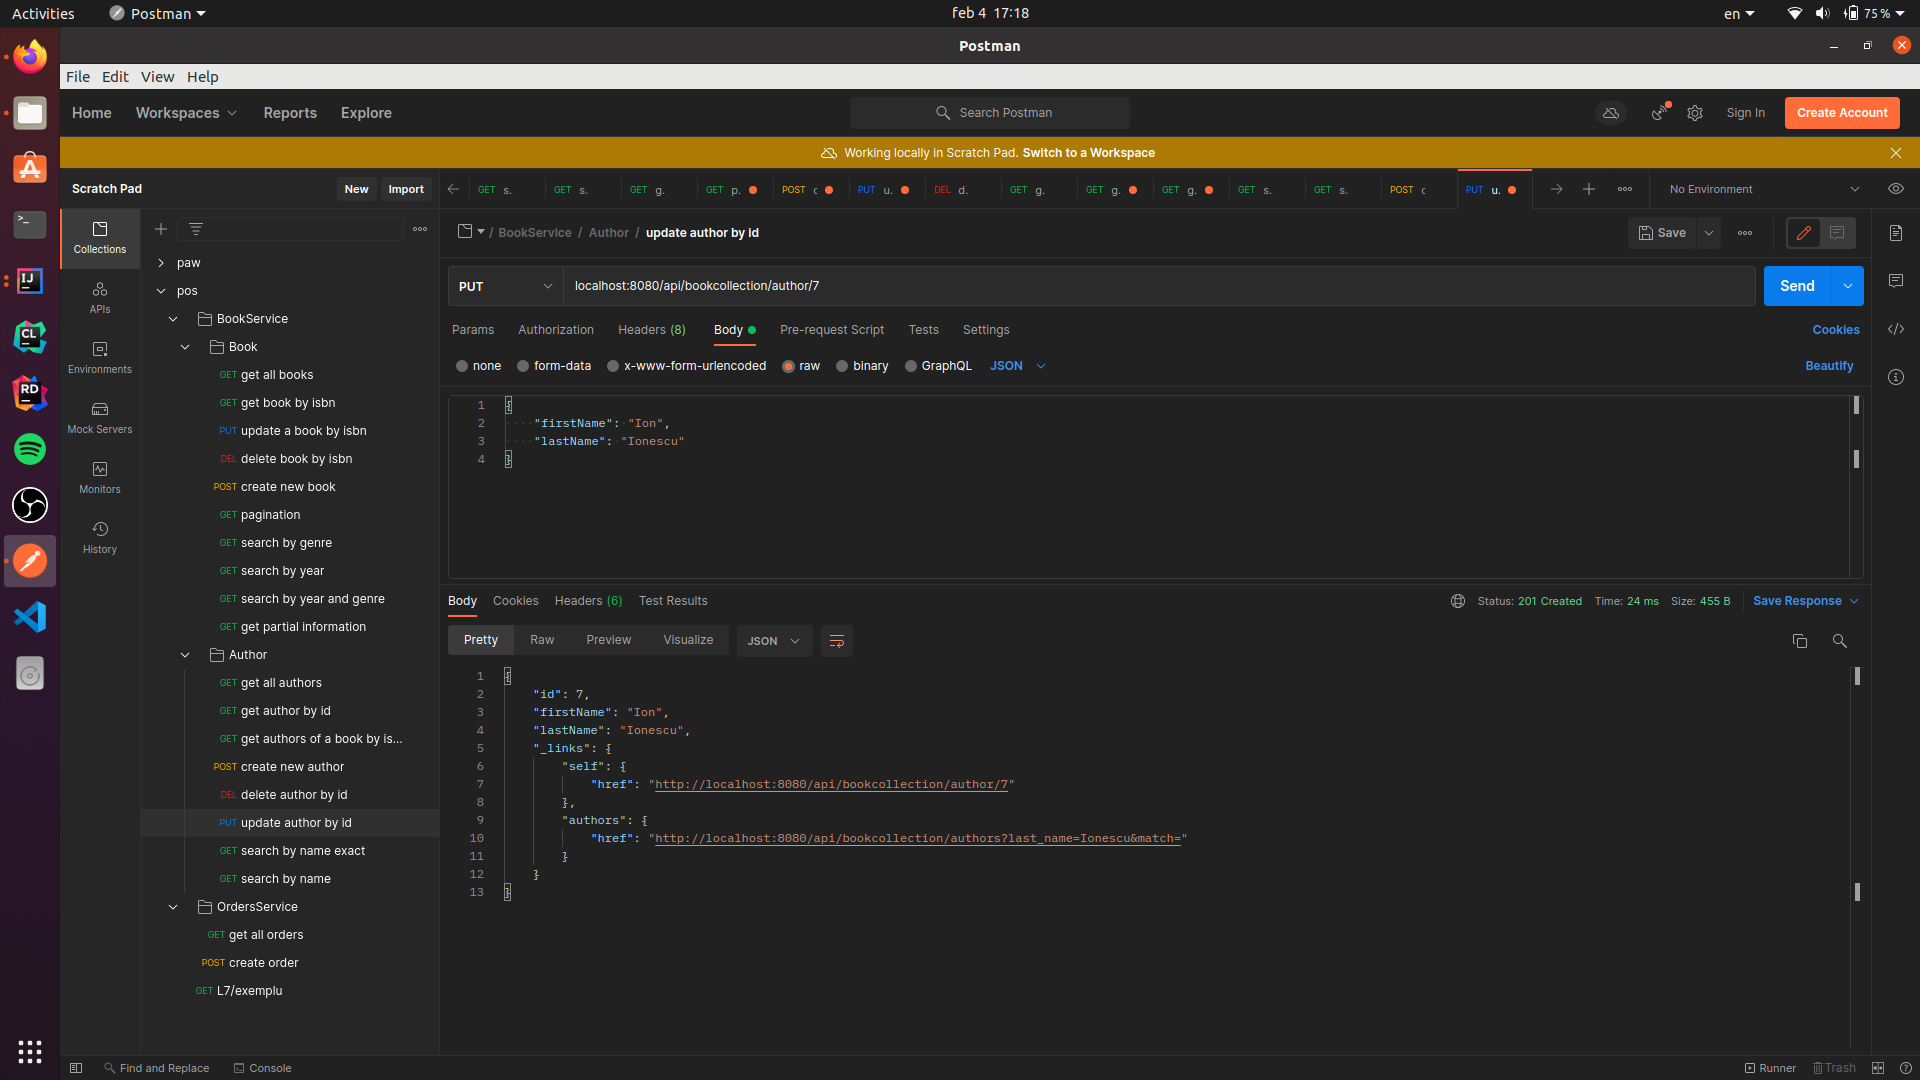 Activities
Postman
feb 4 17:18
en
75 %
Postman
File Edit View Help
Home Workspaces Reports Explore
Search Postman
Sign In
Create Account
Working locally in Scratch Pad. Switch to a Workspace
Scratch Pad
New
Import
GET s.
GET s.
GET g.
GET p.
POST c
PUT u.
DEL d.
GET g.
GET g.
GET g.
GET s.
GET s.
POST c
PUT u.
No Environment
Collections
APIs
Environments
Mock Servers
Monitors
History
paw
pos
BookService
Book
GET get all books
GET get book by isbn
PUT update a book by isbn
DEL delete book by isbn
POST create new book
GET pagination
GET search by genre
GET search by year
GET search by year and genre
GET get partial information
Author
GET get all authors
GET get author by id
GET get authors of a book by is...
POST create new author
DEL delete author by id
PUT update author by id
GET search by name exact
GET search by name
OrdersService
GET get all orders
POST create order
GET L7/exemplu
/ BookService / Author / update author by id
Save
PUT
localhost:8080/api/bookcollection/author/7
Send
Params Authorization Headers (8) Body Pre-request Script Tests Settings
Cookies
none form-data x-www-form-urlencoded raw binary GraphQL JSON
Beautify
1 {
2 "firstName": "Ion",
3 "lastName": "Ionescu"
4 }
Body Cookies Headers (6) Test Results
Status: 201 Created Time: 24 ms Size: 455 B
Save Response
Pretty Raw Preview Visualize JSON
1 {
2 "id": 7,
3 "firstName": "Ion",
4 "lastName": "Ionescu",
5 "_links": {
6 "self": {
7 "href": "http://localhost:8080/api/bookcollection/author/7"
8 },
9 "authors": {
10 "href": "http://localhost:8080/api/bookcollection/authors?last_name=Ionescu&match="
11 }
12 }
13 }
Find and Replace
Console
Runner
Trash